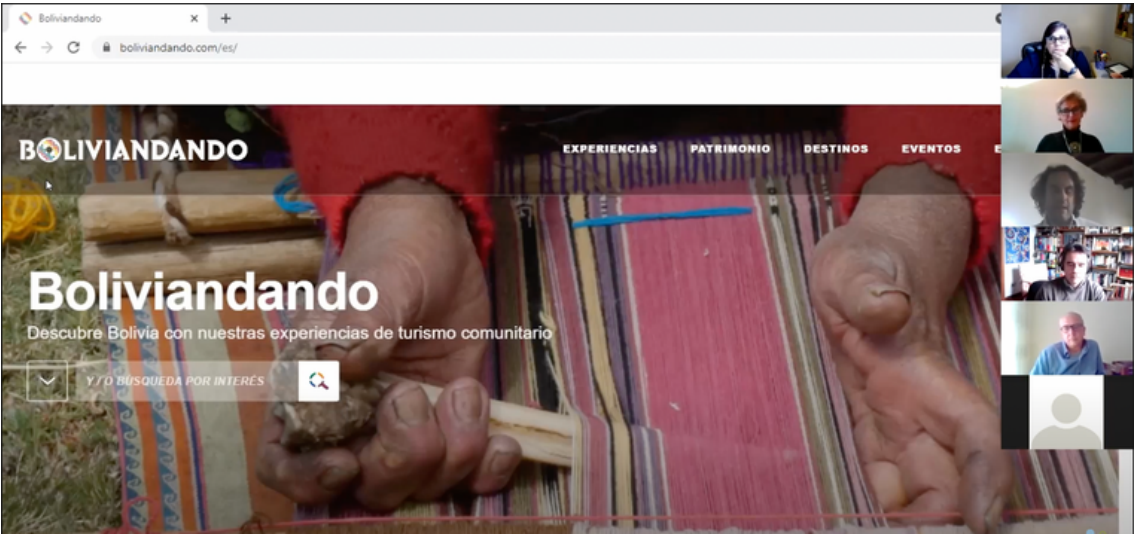 Boliviandando
boliviandando.com/es/
BOLIVIANDANDO
EXPERIENCIAS PATRIMONIO DESTINOS EVENTOS E
Boliviandando
Descubre Bolivia con nuestras experiencias de turismo comunitario
Y / O BÚSQUEDA POR INTERÉS